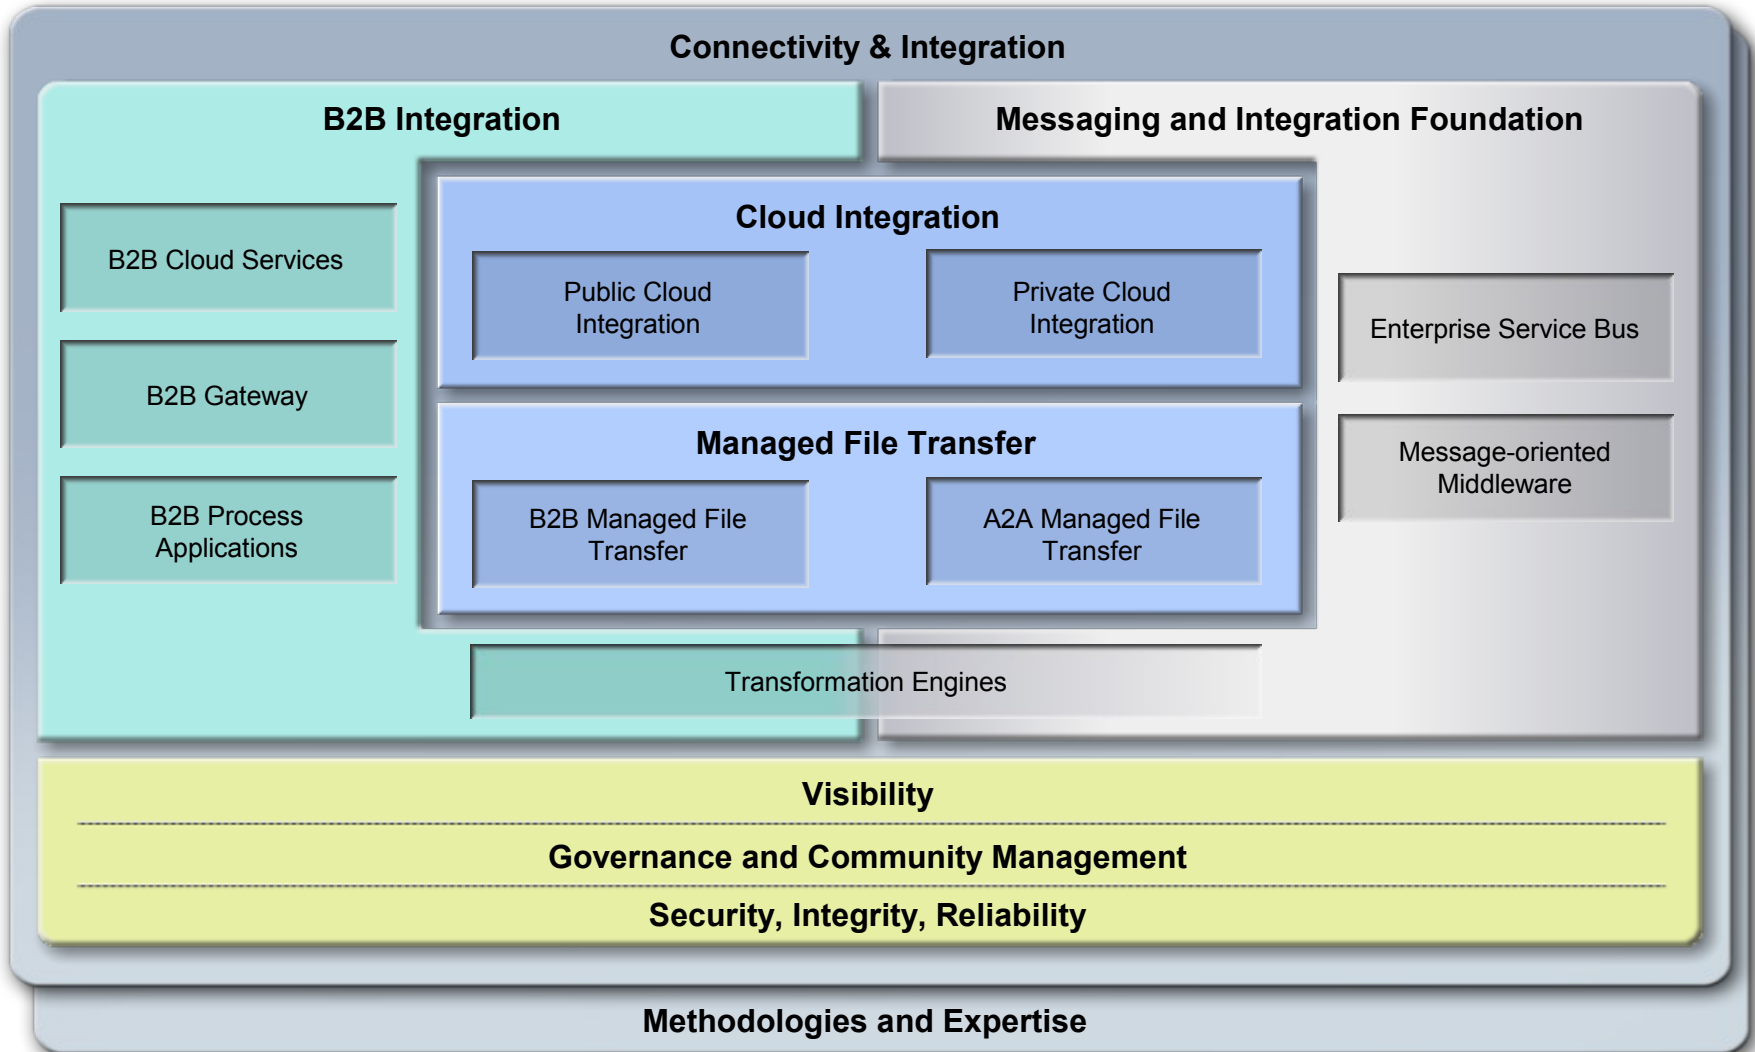 Connectivity & Integration
B2B Integration
Messaging and Integration Foundation
B2B Cloud Services
B2B Gateway
B2B Process
Applications
Cloud Integration
Public Cloud
Integration
Private Cloud
Integration
Managed File Transfer
B2B Managed File
Transfer
A2A Managed File
Transfer
Enterprise Service Bus
Message-oriented
Middleware
Transformation Engines
Visibility
Governance and Community Management
Security, Integrity, Reliability
Methodologies and Expertise